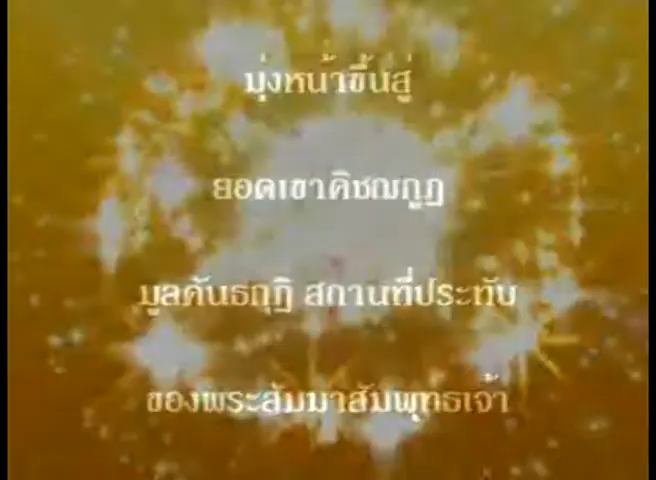 มุ่งหน้าขึ้นสู่
ยอดเขาคิชฌกูฏ
มูลคันธกุฎิ สถานที่ประทับ
ของพระสัมมาสัมพุทธเจ้า